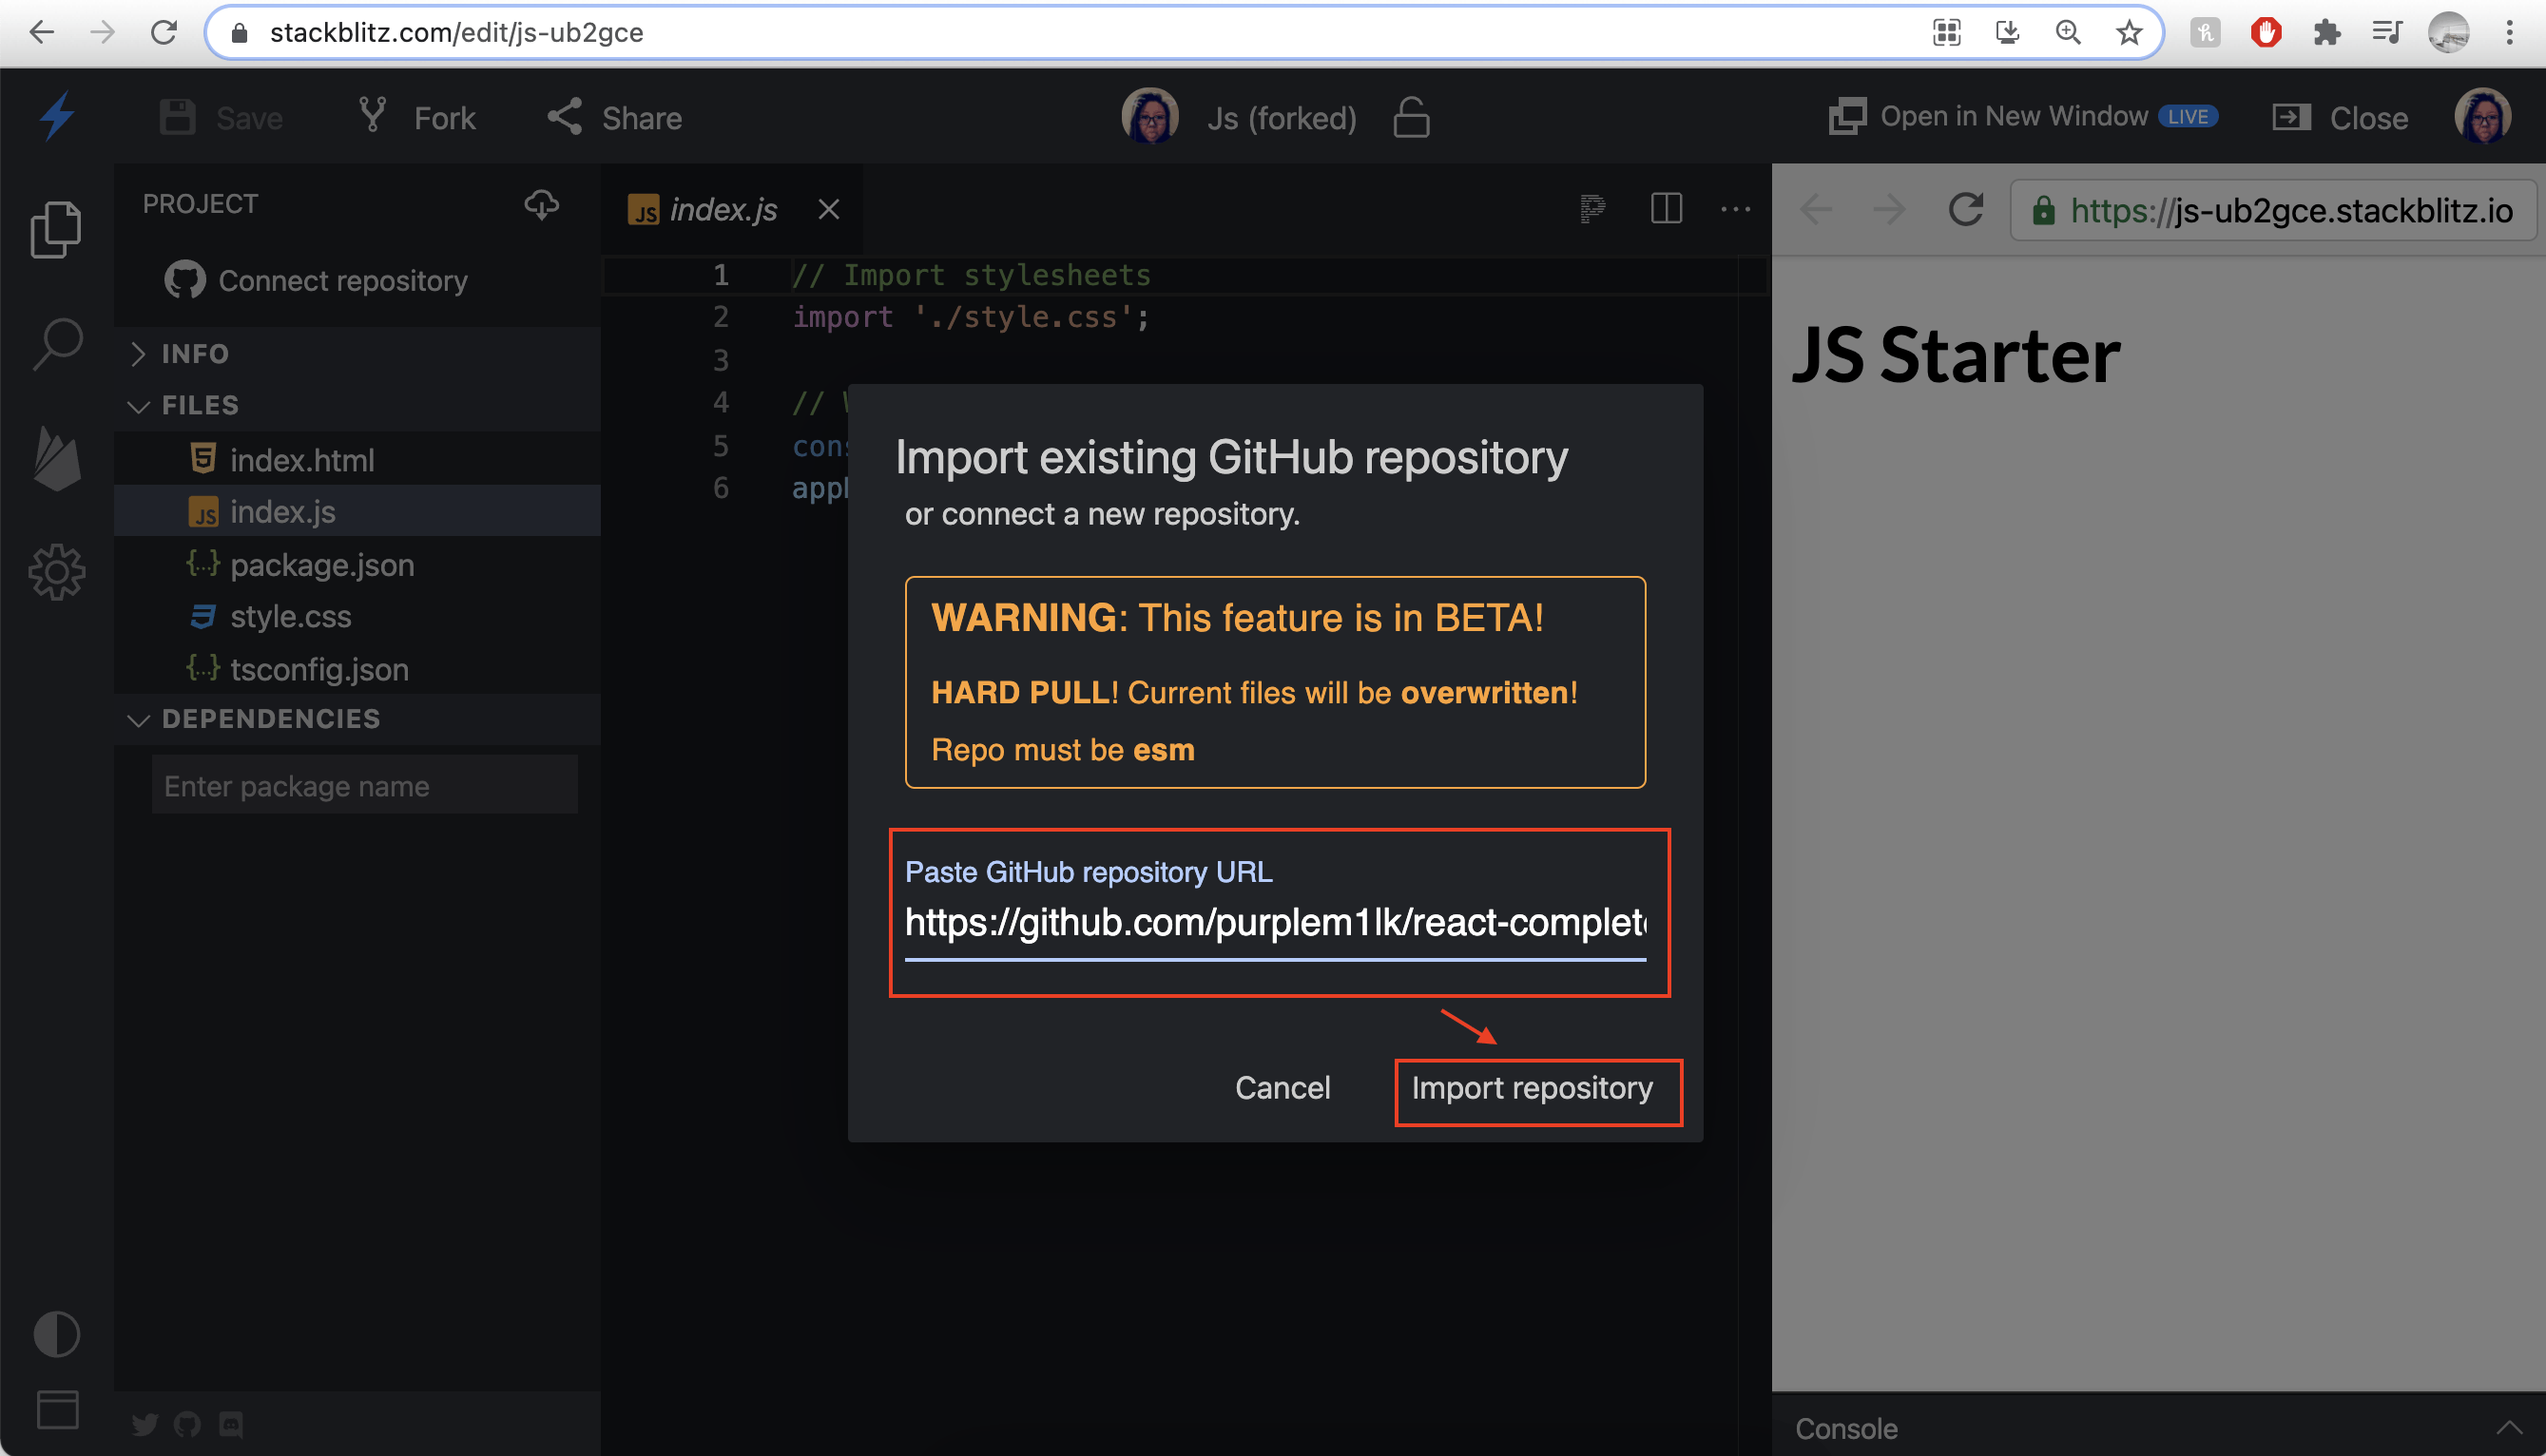 stackblitz.com/edit/js-ub2gce
Save
Fork
Share
Js (forked)
Open in New Window LIVE
Close
PROJECT
Connect repository
INFO
FILES
index.html
index.js
package.json
style.css
tsconfig.json
DEPENDENCIES
Enter package name
JS index.js
1 // Import stylesheets
2 import './style.css';
3
4 //
5 cons
6 app
Import existing GitHub repository
or connect a new repository.
WARNING: This feature is in BETA!
HARD PULL! Current files will be overwritten!
Repo must be esm
Paste GitHub repository URL
https://github.com/purplem1lk/react-complet
Cancel
Import repository
https://js-ub2gce.stackblitz.io
JS Starter
Console